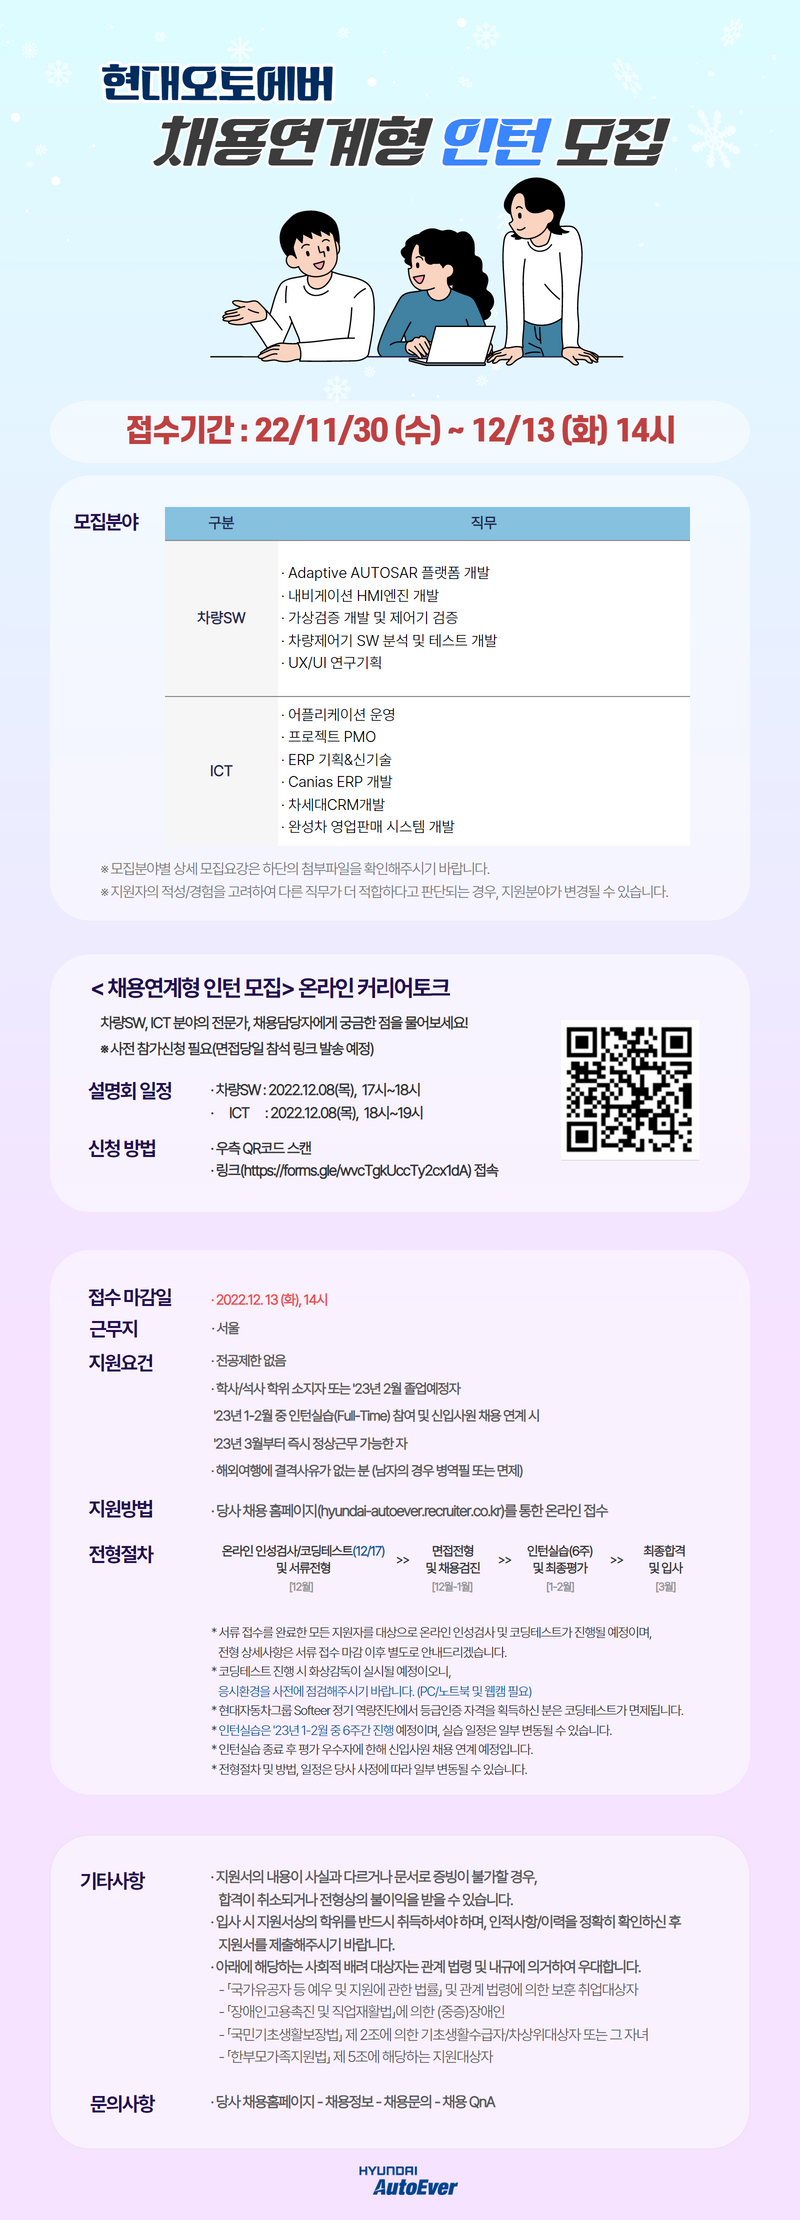 현대오토에버
채용연계형 인턴 모집
접수기간 : 22/11/30 (수) ~ 12/13 (화) 14시
모집분야
구분 직무
차량SW
· Adaptive AUTOSAR 플랫폼 개발
· 내비게이션 HMI엔진 개발
· 가상검증 개발 및 제어기 검증
· 차량제어기 SW 분석 및 테스트 개발
· UX/UI 연구기획
ICT
· 어플리케이션 운영
· 프로젝트 PMO
· ERP 기획&신기술
· Canias ERP 개발
· 차세대CRM개발
· 완성차 영업판매 시스템 개발
※ 모집분야별 상세 모집요강은 하단의 첨부파일을 확인해주시기 바랍니다.
※ 지원자의 적성/경험을 고려하여 다른 직무가 더 적합하다고 판단되는 경우, 지원분야가 변경될 수 있습니다.
< 채용연계형 인턴 모집> 온라인 커리어토크
차량SW, ICT 분야의 전문가, 채용담당자에게 궁금한 점을 물어보세요!
※ 사전 참가신청 필요(면접당일 참석 링크 발송 예정)
설명회 일정
· 차량SW : 2022.12.08(목), 17시~18시
· ICT : 2022.12.08(목), 18시~19시
신청 방법
· 우측 QR코드 스캔
· 링크(https://forms.gle/wvcTgkUccTy2cx1dA) 접속
접수 마감일 · 2022.12. 13 (화), 14시
근무지 · 서울
지원요건 · 전공제한 없음
· 학사/석사 학위 소지자 또는 '23년 2월 졸업예정자
'23년 1-2월 중 인턴실습(Full-Time) 참여 및 신입사원 채용 연계 시
'23년 3월부터 즉시 정상근무 가능한 자
· 해외여행에 결격사유가 없는 분 (남자의 경우 병역필 또는 면제)
지원방법 · 당사 채용 홈페이지(hyundai-autoever.recruiter.co.kr)를 통한 온라인 접수
전형절차
온라인 인성검사/코딩테스트(12/17)
및 서류전형
[12월]
>>
면접전형
및 채용검진
[12월-1월]
>>
인턴실습(6주)
및 최종평가
[1-2월]
>>
최종합격
및 입사
[3월]
* 서류 접수를 완료한 모든 지원자를 대상으로 온라인 인성검사 및 코딩테스트가 진행될 예정이며,
전형 상세사항은 서류 접수 마감 이후 별도로 안내드리겠습니다.
* 코딩테스트 진행 시 화상감독이 실시될 예정이오니,
응시환경을 사전에 점검해주시기 바랍니다. (PC/노트북 및 웹캠 필요)
* 현대자동차그룹 Softeer 정기 역량진단에서 등급인증 자격을 획득하신 분은 코딩테스트가 면제됩니다.
* 인턴실습은 '23년 1-2월 중 6주간 진행 예정이며, 실습 일정은 일부 변동될 수 있습니다.
* 인턴실습 종료 후 평가 우수자에 한해 신입사원 채용 연계 예정입니다.
* 전형절차 및 방법, 일정은 당사 사정에 따라 일부 변동될 수 있습니다.
기타사항
· 지원서의 내용이 사실과 다르거나 문서로 증빙이 불가할 경우,
합격이 취소되거나 전형상의 불이익을 받을 수 있습니다.
· 입사 시 지원서상의 학위를 반드시 취득하셔야 하며, 인적사항/이력을 정확히 확인하신 후
지원서를 제출해주시기 바랍니다.
· 아래에 해당하는 사회적 배려 대상자는 관계 법령 및 내규에 의거하여 우대합니다.
- 「국가유공자 등 예우 및 지원에 관한 법률」 및 관계 법령에 의한 보훈 취업대상자
- 「장애인고용촉진 및 직업재활법」에 의한 (중증)장애인
- 「국민기초생활보장법」 제 2조에 의한 기초생활수급자/차상위대상자 또는 그 자녀
- 「한부모가족지원법」 제 5조에 해당하는 지원대상자
문의사항 · 당사 채용홈페이지 - 채용정보 - 채용문의 - 채용 QnA
HYUNDAI
AutoEver